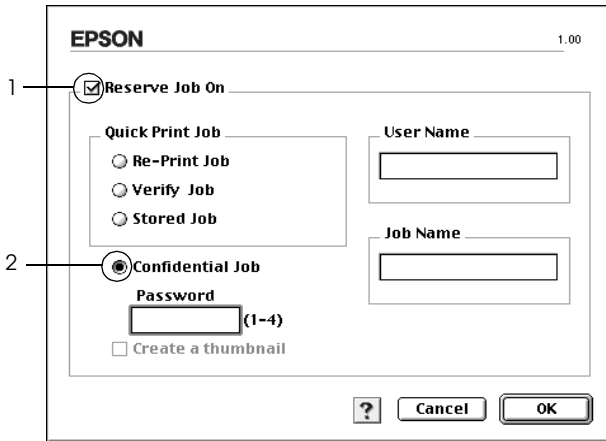 EPSON
1.00
1
Reserve Job On
Quick Print Job
Re-Print Job
Verify Job
Stored Job
User Name
Job Name
2
Confidential Job
Password
(1-4)
Create a thumbnail
?
Cancel
OK